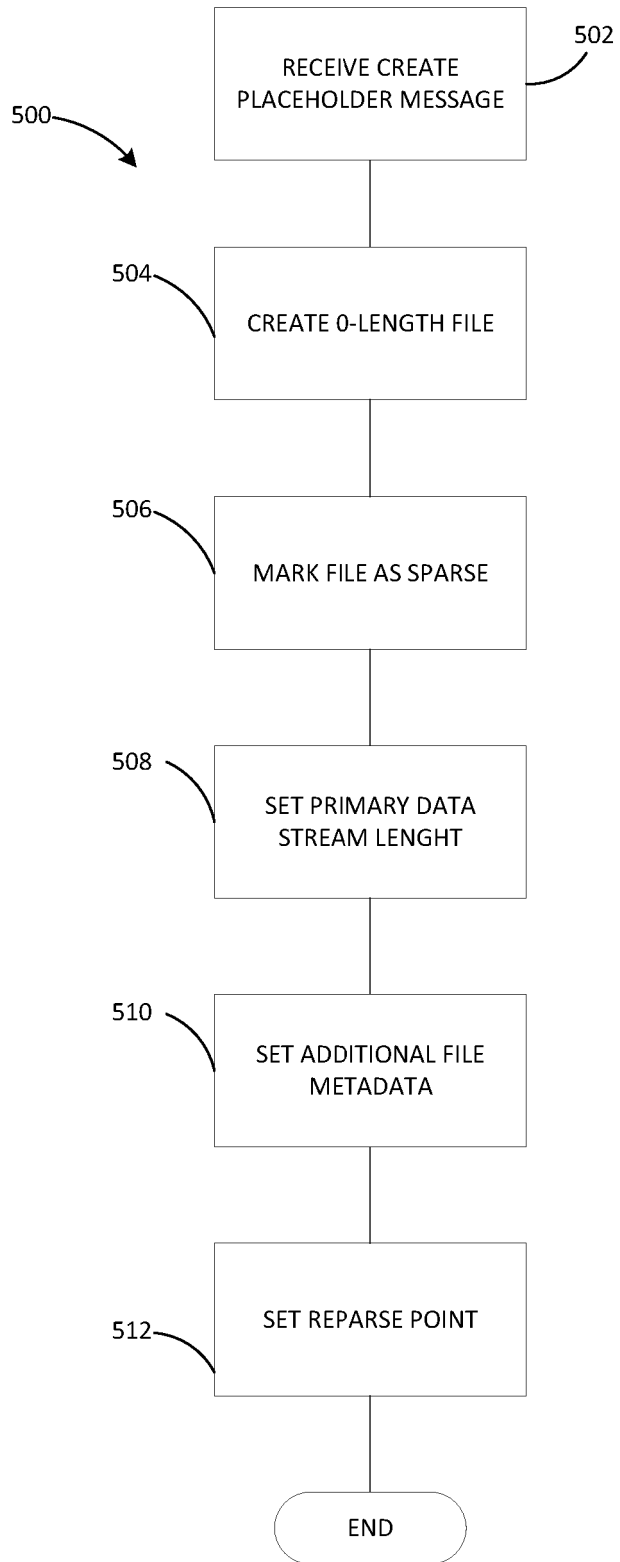 502
RECEIVE CREATE
PLACEHOLDER MESSAGE
500
504
CREATE 0-LENGTH FILE
506
MARK FILE AS SPARSE
508
SET PRIMARY DATA
STREAM LENGHT
510
SET ADDITIONAL FILE
METADATA
SET REPARSE POINT
512
END